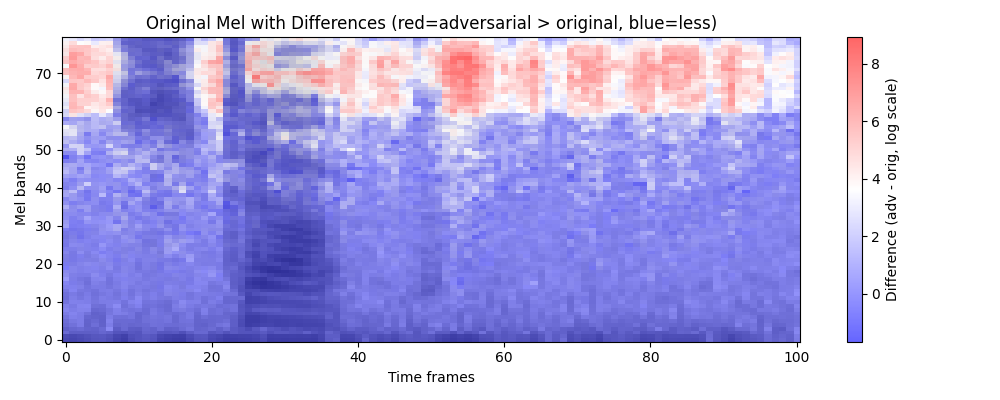 Original Mel with Differences (red=adversarial > original, blue=less)
Mel bands
70
60
50
40
30
20
10
0
0 20 40 60 80 100
Time frames
8
6
4
2
0
Difference (adv - orig, log scale)